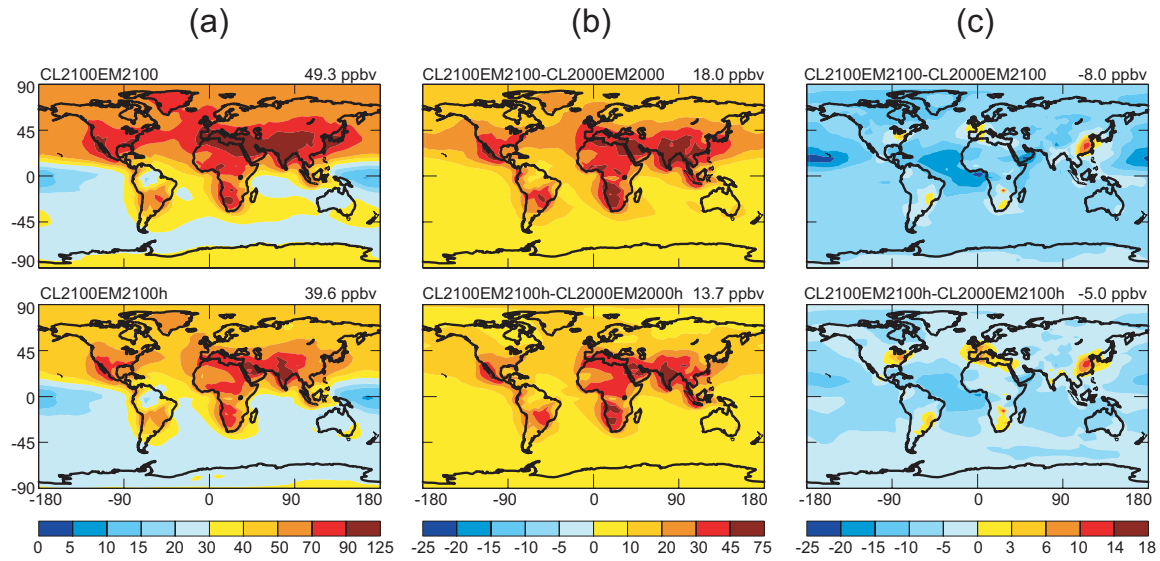 (a) (b) (c)
CL2100EM2100 49.3 ppbv CL2100EM2100-CL2000EM2000 18.0 ppbv CL2100EM2100-CL2000EM2100 -8.0 ppbv
90
45
0
-45
-90
CL2100EM2100h 39.6 ppbv CL2100EM2100h-CL2000EM2000h 13.7 ppbv CL2100EM2100h-CL2000EM2100h -5.0 ppbv
90
45
0
-45
-90
-180 -90 0 90 180 -180 -90 0 90 180 -180 -90 0 90 180
0 5 10 15 20 30 40 50 70 90 125 -25 -20 -15 -10 -5 0 10 20 30 45 75 -25 -20 -15 -10 -5 0 3 6 10 14 18